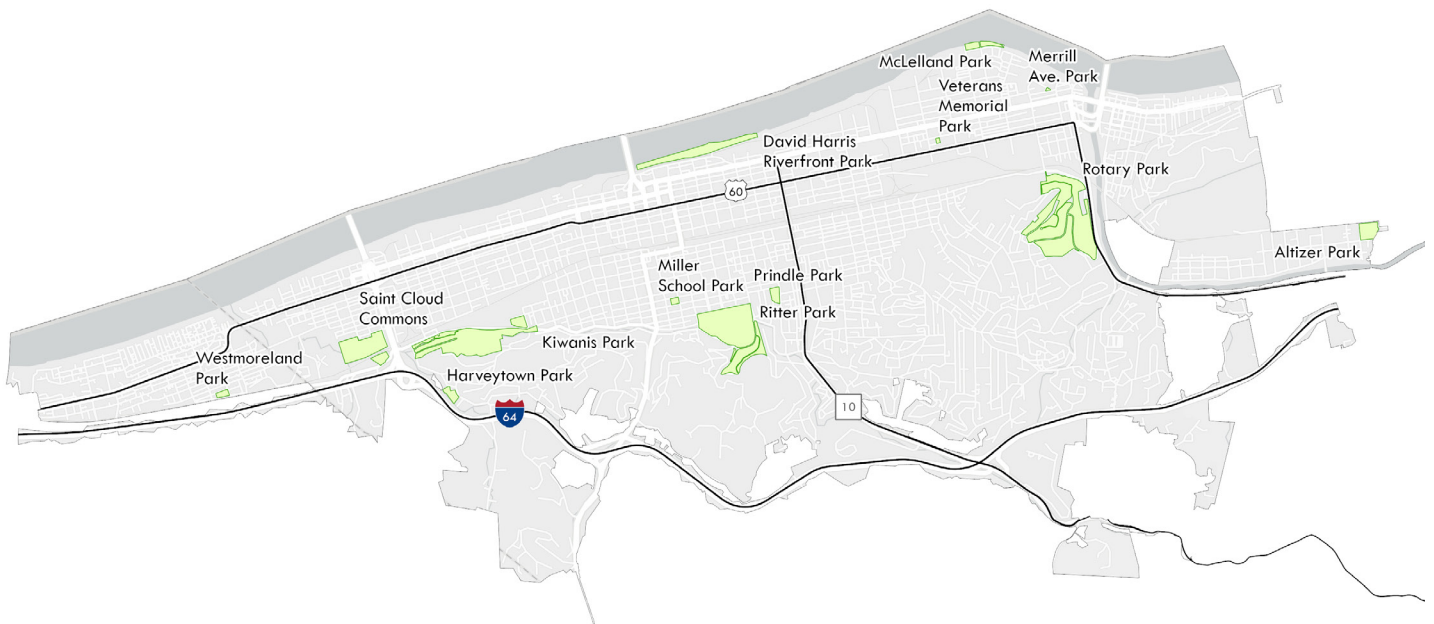 McLelland Park
Merrill
Ave. Park
Veterans
Memorial
Park
David Harris
Riverfront Park
Rotary Park
60
Altizer Park
Miller
School Park
Prindle Park
Ritter Park
Saint Cloud
Commons
Kiwanis Park
Westmoreland
Park
Harveytown Park
10
64